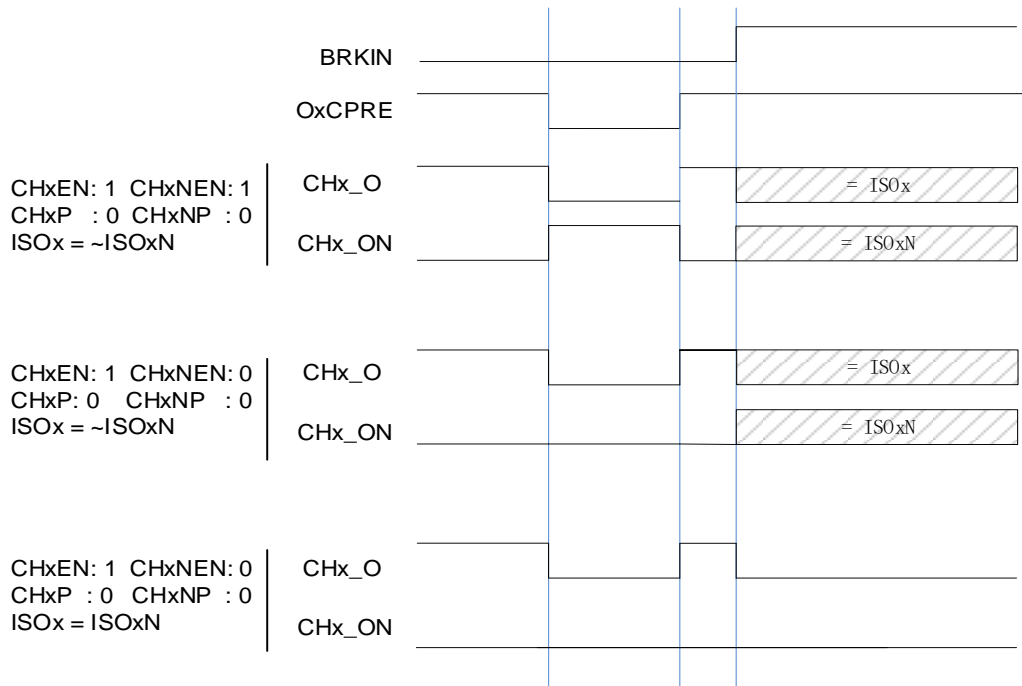 BRKIN
OxCPRE
CHxEN: 1 CHxNEN: 1
CHxP : 0 CHxNP : 0
ISOx = ~ISOxN
CHx_O
= ISOx
CHx_ON
= ISOxN
CHxEN: 1 CHxNEN: 0
CHxP: 0 CHxNP : 0
ISOx = ~ISOxN
CHx_O
= ISOx
CHx_ON
= ISOxN
CHxEN: 1 CHxNEN: 0
CHxP : 0 CHxNP : 0
ISOx = ISOxN
CHx_O
CHx_ON